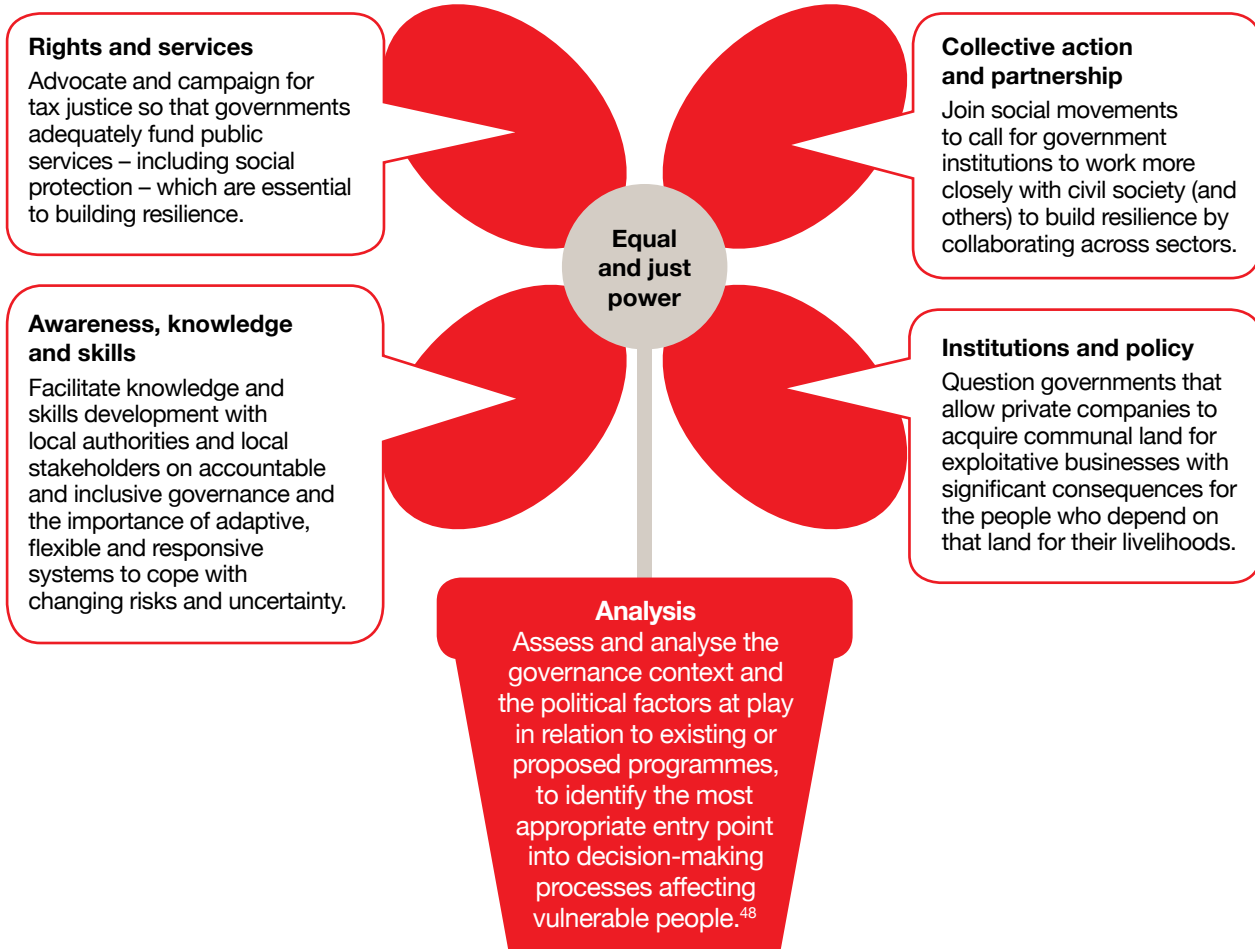 Rights and services
Advocate and campaign for
tax justice so that governments
adequately fund public
services – including social
protection – which are essential
to building resilience.
Collective action
and partnership
Join social movements
to call for government
institutions to work more
closely with civil society (and
others) to build resilience by
collaborating across sectors.
Equal
and just
power
Awareness, knowledge
and skills
Facilitate knowledge and
skills development with
local authorities and local
stakeholders on accountable
and inclusive governance and
the importance of adaptive,
flexible and responsive
systems to cope with
changing risks and uncertainty.
Institutions and policy
Question governments that
allow private companies to
acquire communal land for
exploitative businesses with
significant consequences for
the people who depend on
that land for their livelihoods.
Analysis
Assess and analyse the
governance context and
the political factors at play
in relation to existing or
proposed programmes,
to identify the most
appropriate entry point
into decision-making
processes affecting
vulnerable people.48